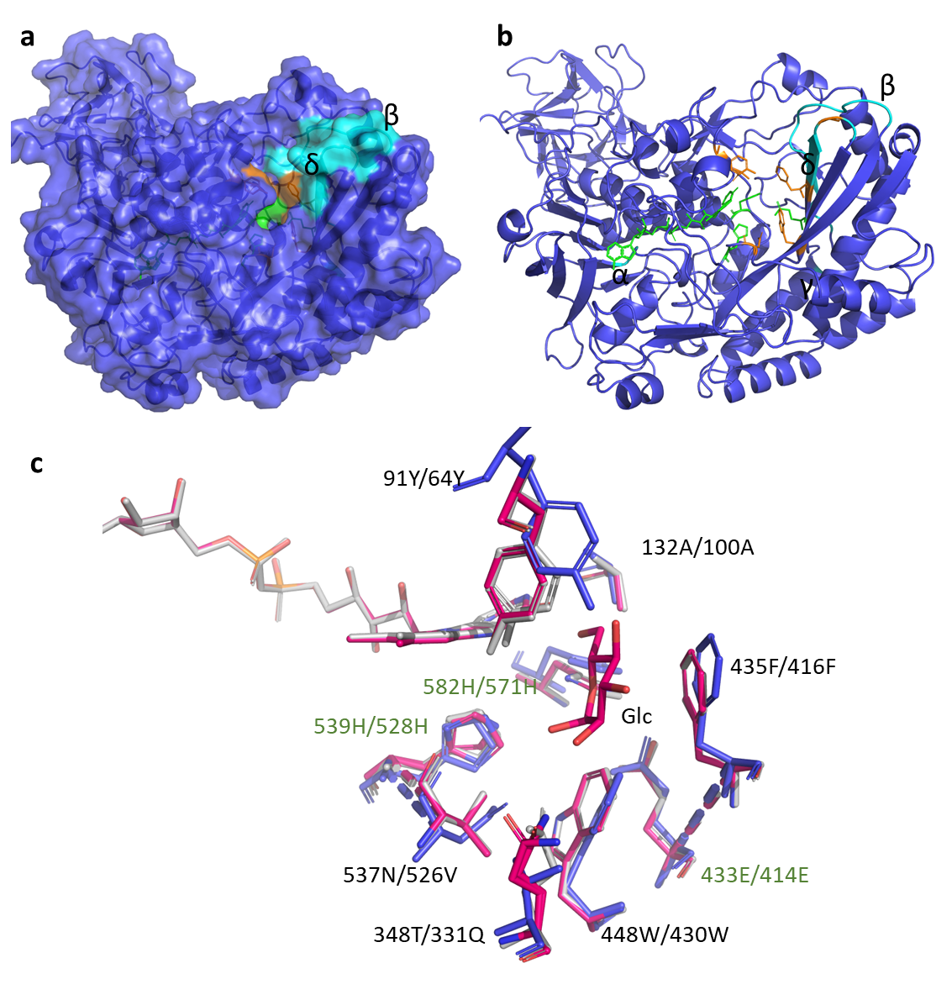 a
b
β
β
δ
δ
α
γ
c
91Y/64Y
132A/100A
435F/416F
582H/571H
Glc
539H/528H
537N/526V
433E/414E
348T/331Q
448W/430W